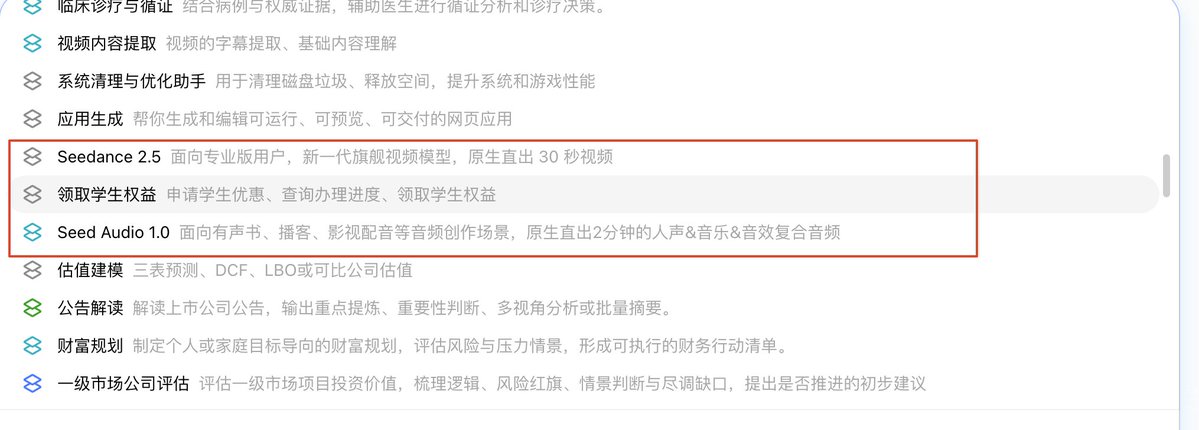 临床诊疗与循证 结合病例与权威证据，辅助医生进行循证分析和诊疗决策。
视频内容提取 视频的字幕提取、基础内容理解
系统清理与优化助手 用于清理磁盘垃圾、释放空间，提升系统和游戏性能
应用生成 帮你生成和编辑可运行、可预览、可交付的网页应用
Seedance 2.5 面向专业版用户，新一代旗舰视频模型，原生直出 30 秒视频
领取学生权益 申请学生优惠、查询办理进度、领取学生权益
Seed Audio 1.0 面向有声书、播客、影视配音等音频创作场景，原生直出2分钟的人声&音乐&音效复合音频
估值建模 三表预测、DCF、LBO或可比公司估值
公告解读 解读上市公司公告，输出重点提炼、重要性判断、多视角分析或批量摘要。
财富规划 制定个人或家庭目标导向的财富规划，评估风险与压力情景，形成可执行的财务行动清单。
一级市场公司评估 评估一级市场项目投资价值，梳理逻辑、风险红旗、情景判断与尽调缺口，提出是否推进的初步建议